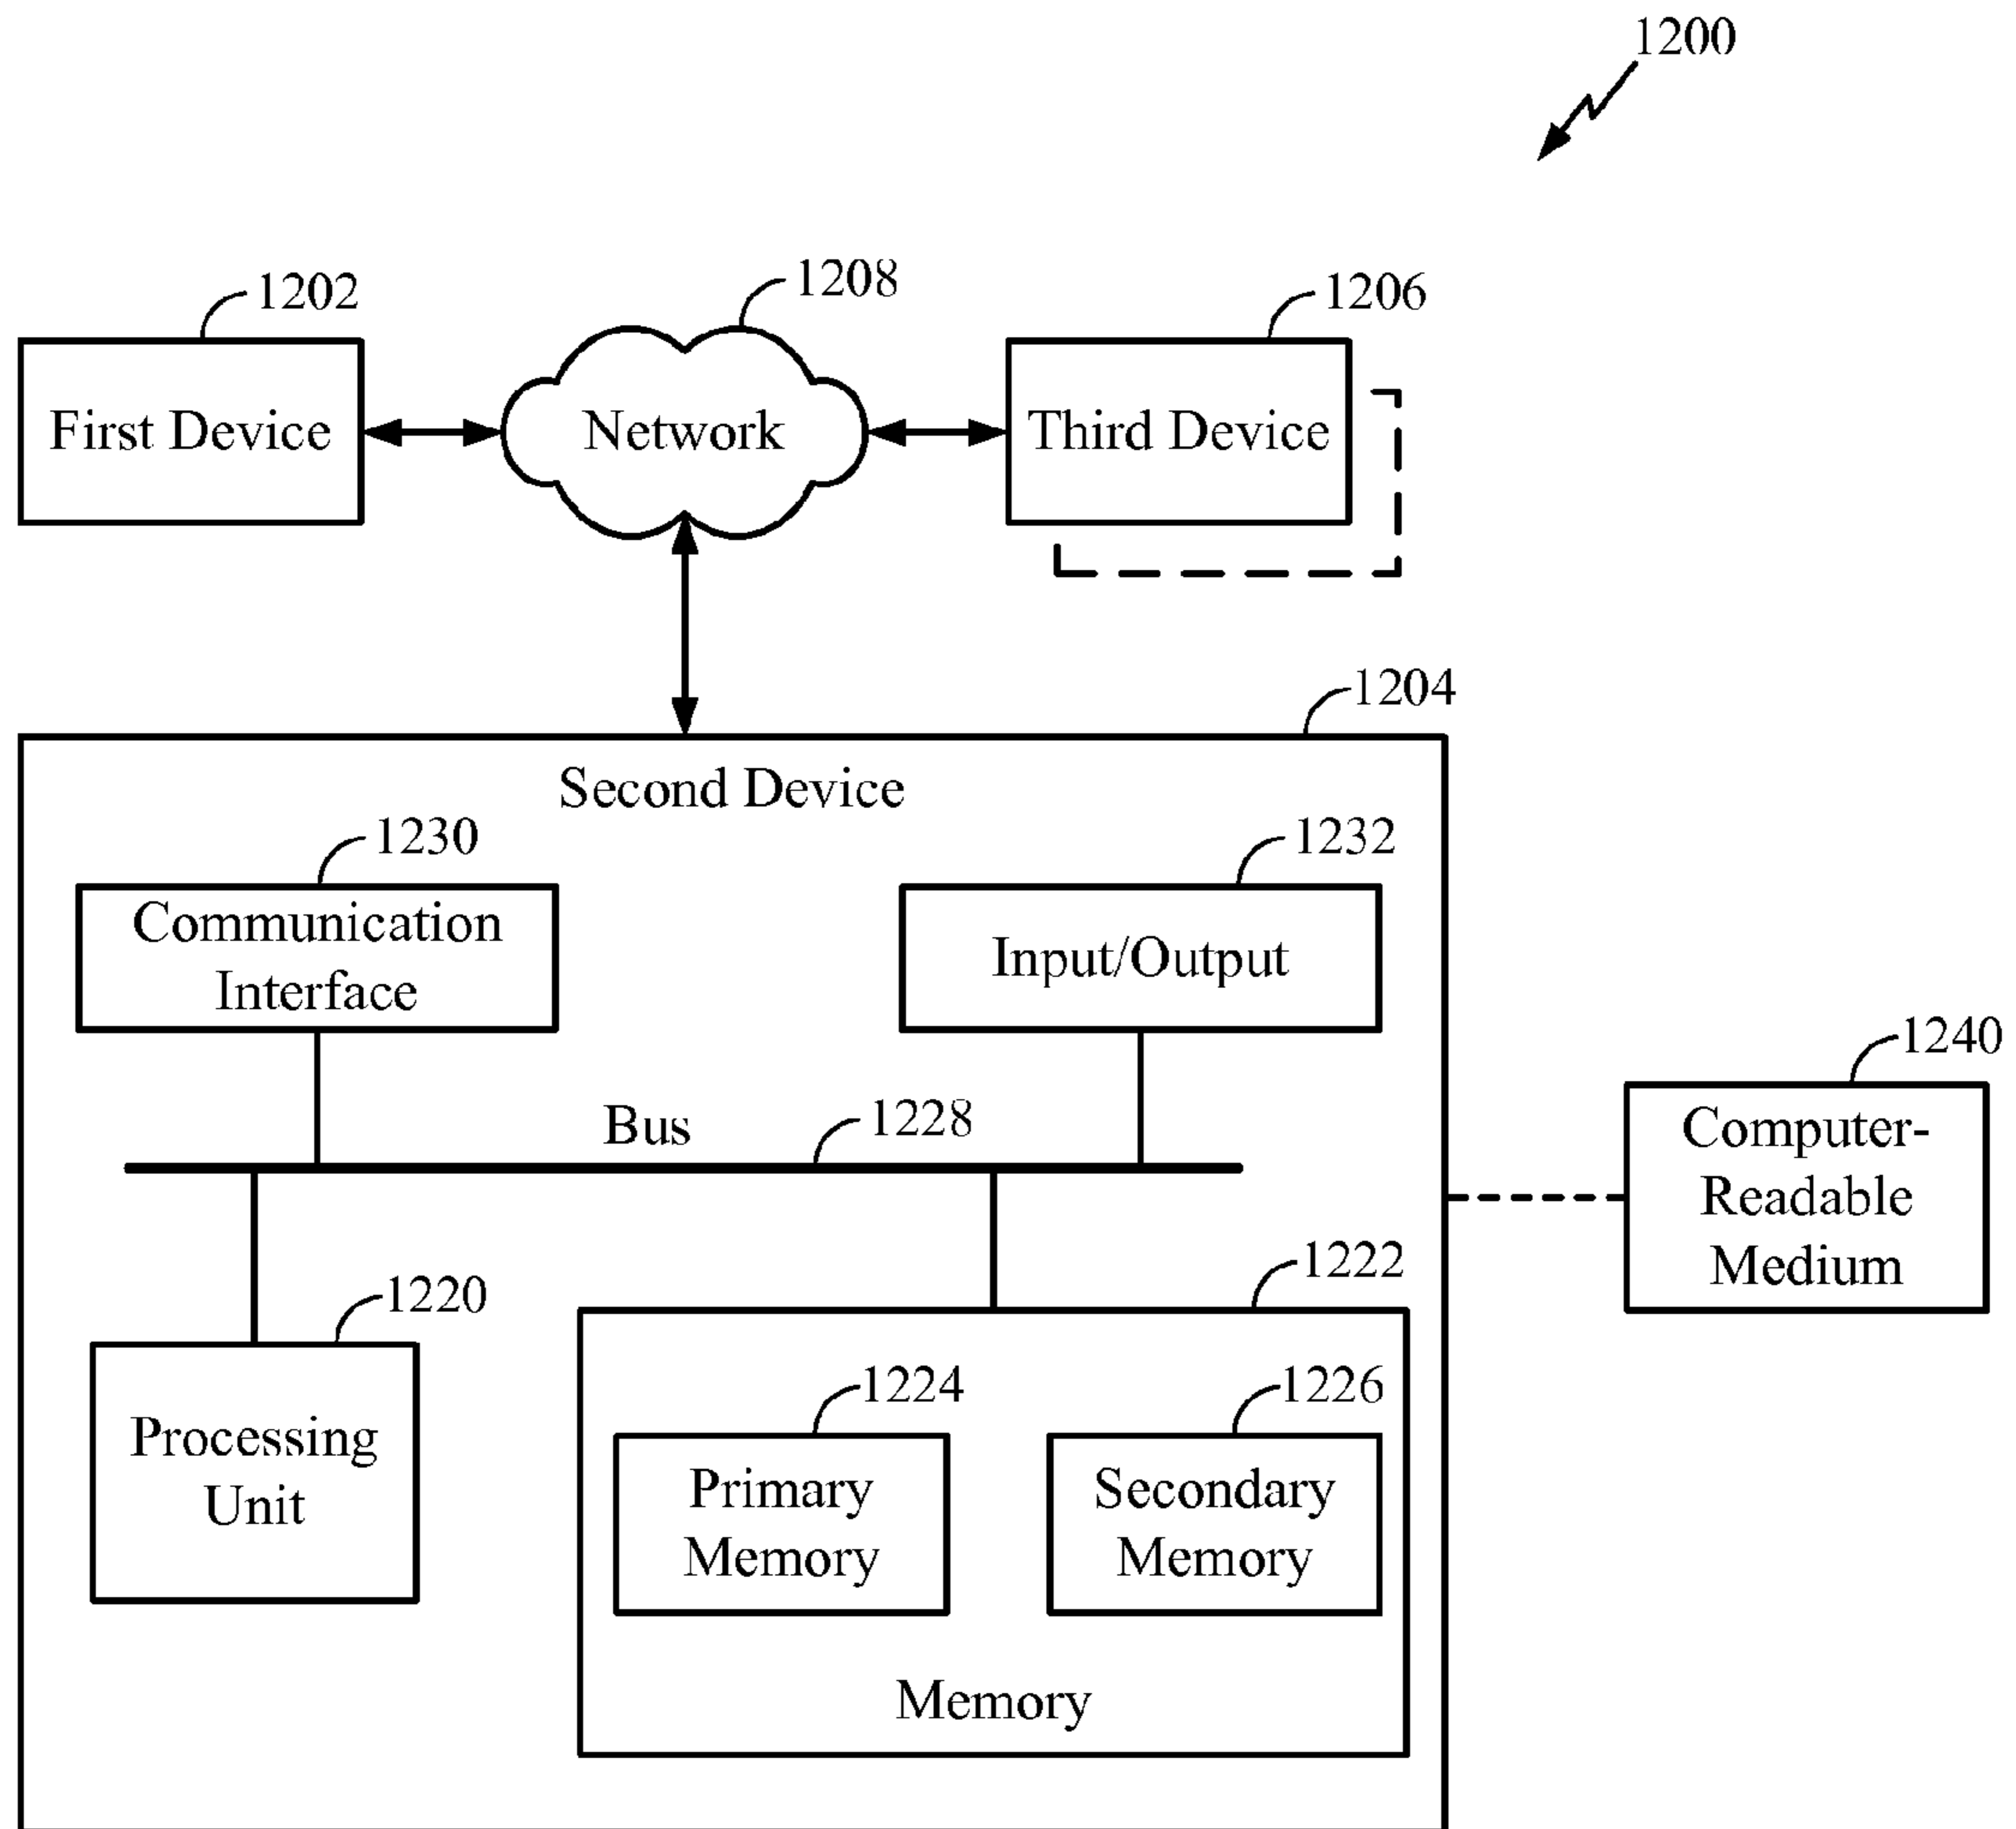 1200
1202
1208
1206
First Device
Network
Third Device
1204
Second Device
1230
1232
Communication
Interface
Input/Output
1240
Computer-
Readable
Medium
Bus
1228
1220
1222
Processing
Unit
1224
1226
Primary
Memory
Secondary
Memory
Memory